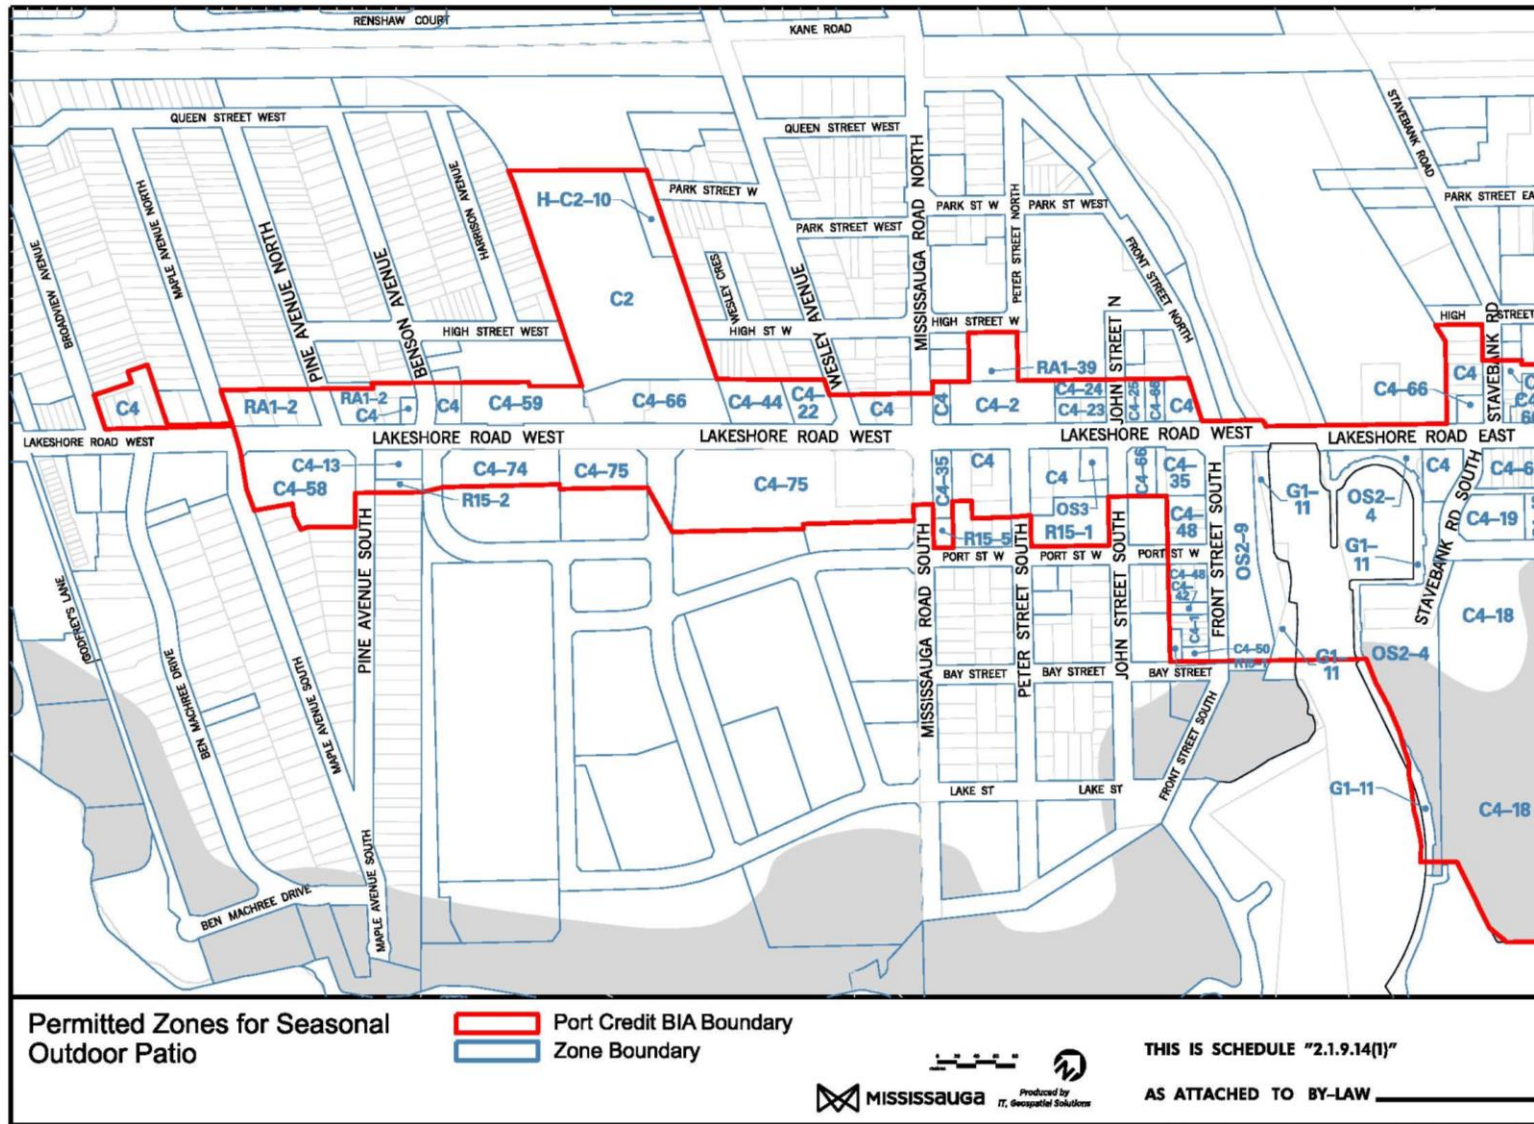 RENSHAW COURT
KANE ROAD
QUEEN STREET WEST
QUEEN STREET WEST
STAVEBANK ROAD
BROADVIEW AVENUE
MAPLE AVENUE NORTH
PINE AVENUE NORTH
BENSON AVENUE
HARRISON AVENUE
H-C2-10
PARK STREET W
PARK STREET WEST
WESLEY CRES
WESLEY AVENUE
MISSISSAUGA ROAD NORTH
PARK ST W
PETER STREET NORTH
PARK ST WEST
FRONT STREET NORTH
PARK STREET EA
C2
HIGH STREET WEST
HIGH ST W
HIGH STREET W
JOHN STREET N
HIGH STREET
STAVEBANK RD
C4
RA1-2
RA1-2
C4
C4
C4-59
C4-66
C4-44
C4-22
C4
C4
C4-2
RA1-39
C4-24
C4-23
C4-66
C4
C4-66
C4
LAKESHORE ROAD WEST
LAKESHORE ROAD WEST
LAKESHORE ROAD WEST
LAKESHORE ROAD WEST
LAKESHORE ROAD EAST
C4-13
C4-58
R15-2
C4-74
C4-75
C4-75
C4-35
C4
C4
OS3
C4-66
C4-35
C4-48
G1-11
OS2-4
C4
C4-6
C4-19
R15-5
R15-1
PORT ST W
PORT ST W
PORT ST W
OS2-9
G1-11
STAVEBANK RD SOUTH
GODFREY'S LANE
BEN MACHREE DRIVE
MAPLE AVENUE SOUTH
PINE AVENUE SOUTH
MISSISSAUGA ROAD SOUTH
PETER STREET SOUTH
JOHN STREET SOUTH
FRONT STREET SOUTH
C4-48
C4-42
C4-1
C4-50
C4-18
BAY STREET
BAY STREET
BAY STREET
G1
11
OS2-4
FRONT STREET SOUTH
LAKE ST
LAKE ST
G1-11
C4-18
BEN MACHREE DRIVE
MAPLE AVENUE SOUTH
Permitted Zones for Seasonal
Outdoor Patio
Port Credit BIA Boundary
Zone Boundary
MISSISSAUGA
Produced by
IT, Geospatial Solutions
THIS IS SCHEDULE "2.1.9.14(1)"
AS ATTACHED TO BY-LAW